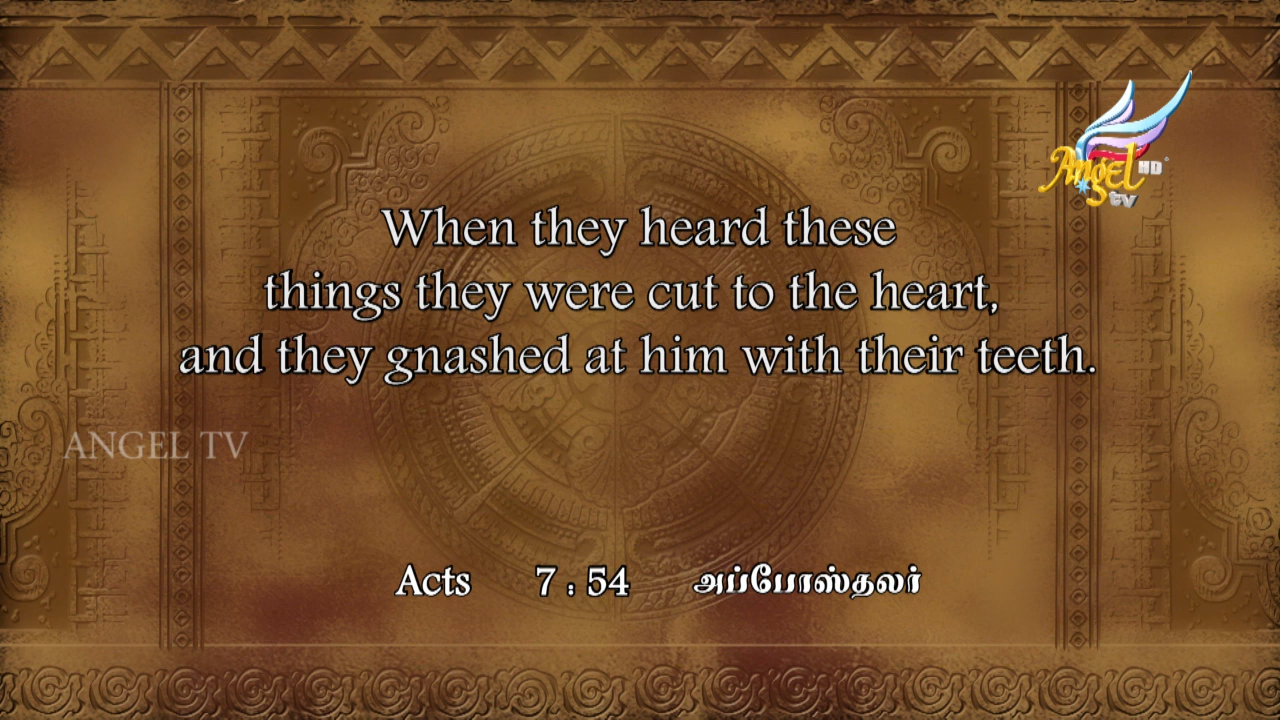 Angel HD
tv
When they heard these
things they were cut to the heart,
and they gnashed at him with their teeth.
ANGEL TV
Acts 7 : 54 அப்போஸ்தலர்